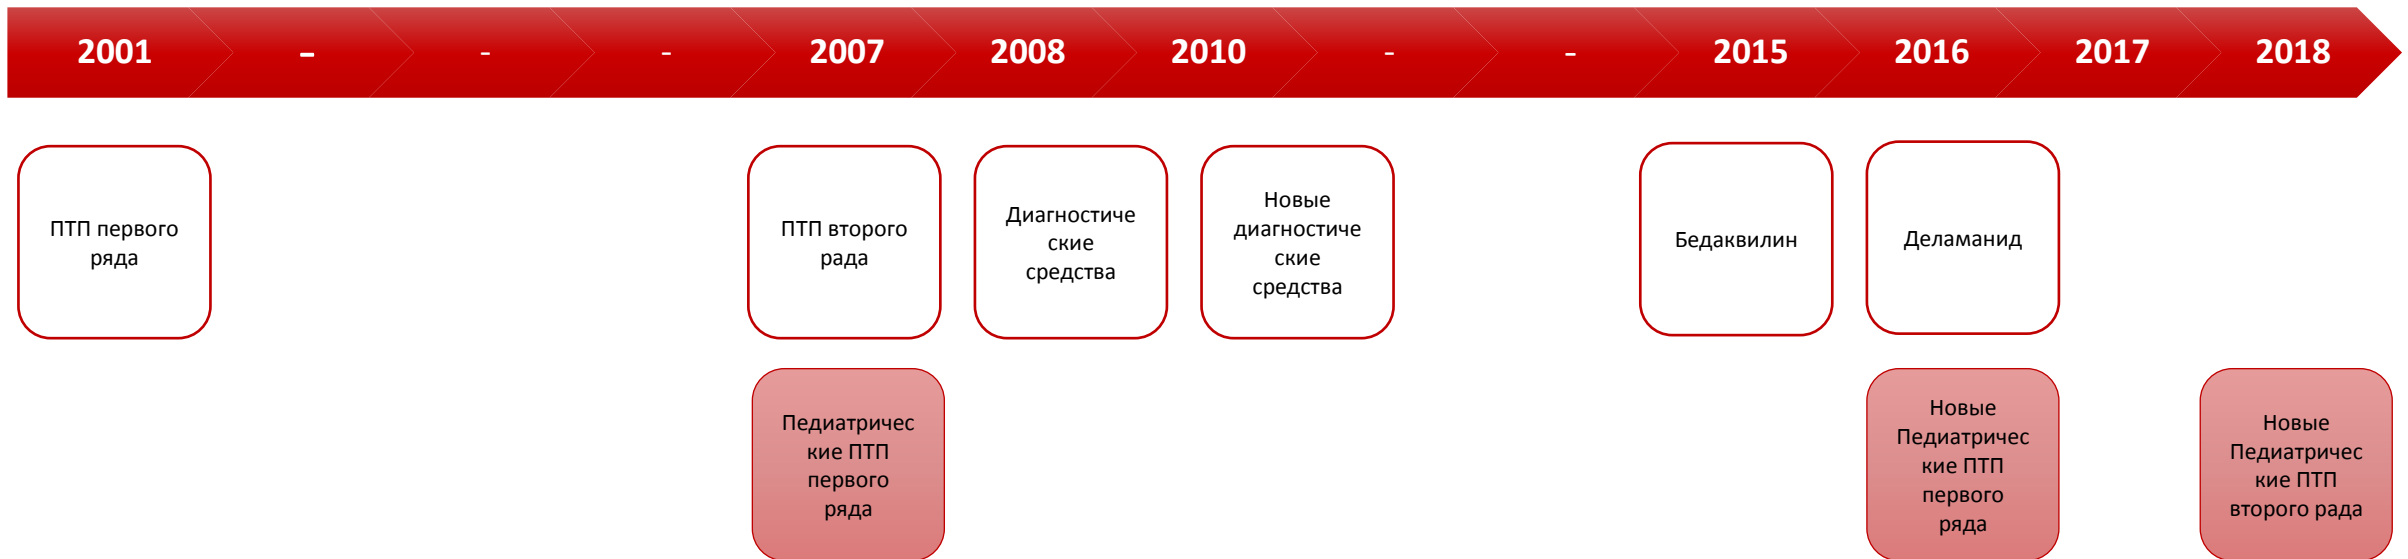 2001 - - - 2007 2008 2010 - - 2015 2016 2017 2018
ПТП первого
ряда
ПТП второго
рада
Диагностиче
ские
средства
Новые
диагностиче
ские
средства
Бедаквилин
Деламанид
Педиатричес
кие ПТП
первого
ряда
Новые
Педиатричес
кие ПТП
первого
ряда
Новые
Педиатричес
кие ПТП
второго рада